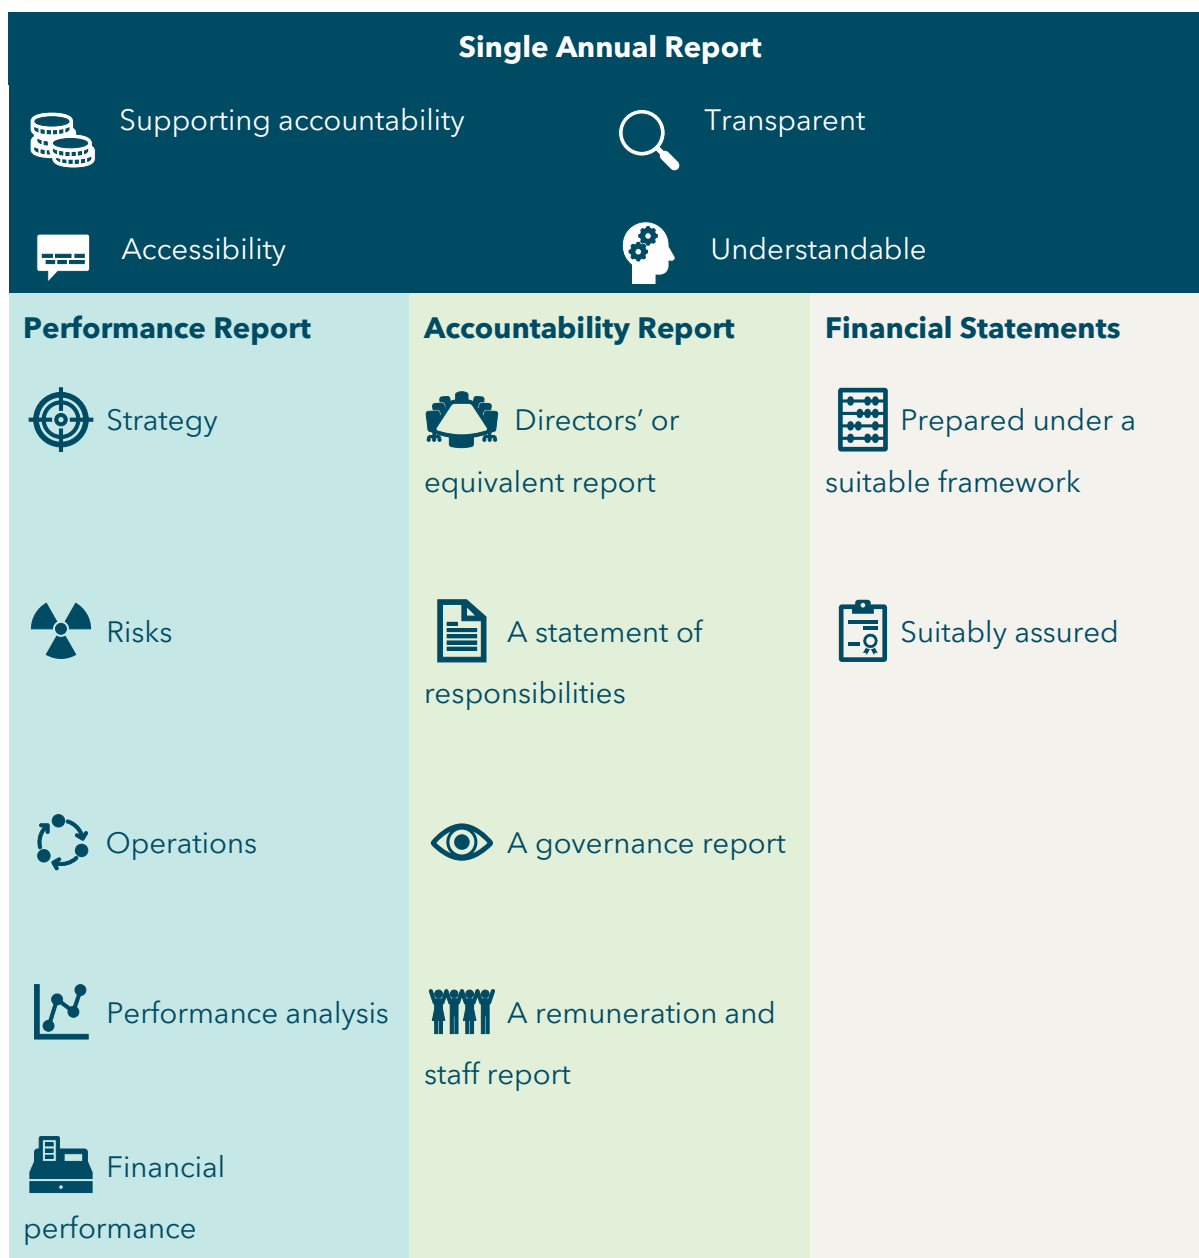 Single Annual Report
Supporting accountability
Transparent
Accessibility
Understandable
Performance Report
Strategy
Risks
Operations
Performance analysis
Financial
performance
Accountability Report
Directors’ or
equivalent report
A statement of
responsibilities
A governance report
A remuneration and
staff report
Financial Statements
Prepared under a
suitable framework
Suitably assured